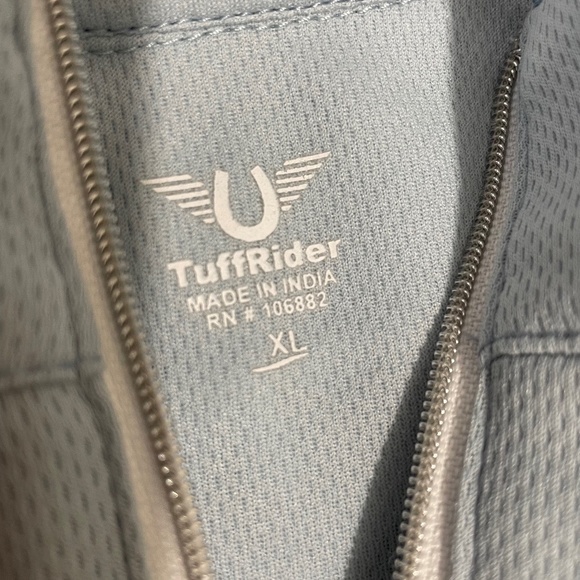 TuffRider
MADE IN INDIA
RN # 106882
XL